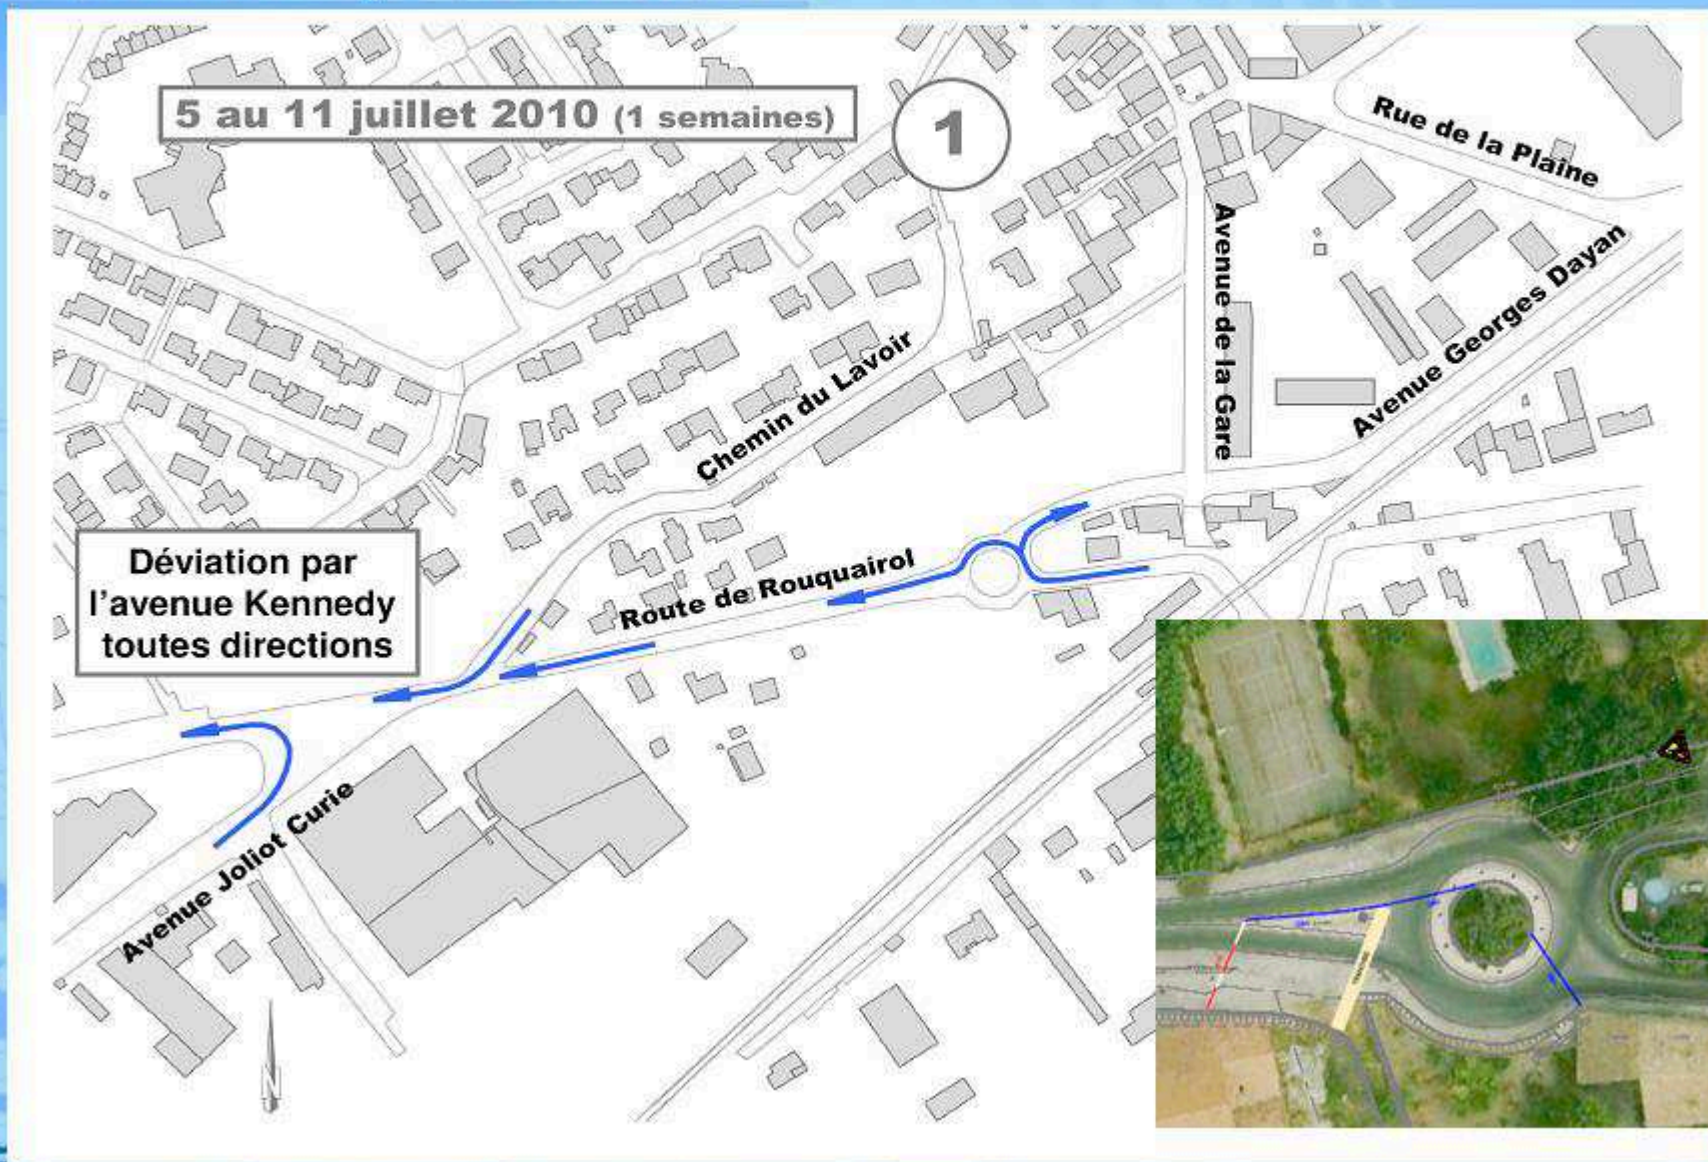 5 au 11 juillet 2010 (1 semaines)
1
Rue de la Plaine
Avenue de la Gare
Avenue Georges Dayan
Chemin du Lavoir
Déviation par
l'avenue Kennedy
toutes directions
Route de Rouquairol
Avenue Joliot Curie
N